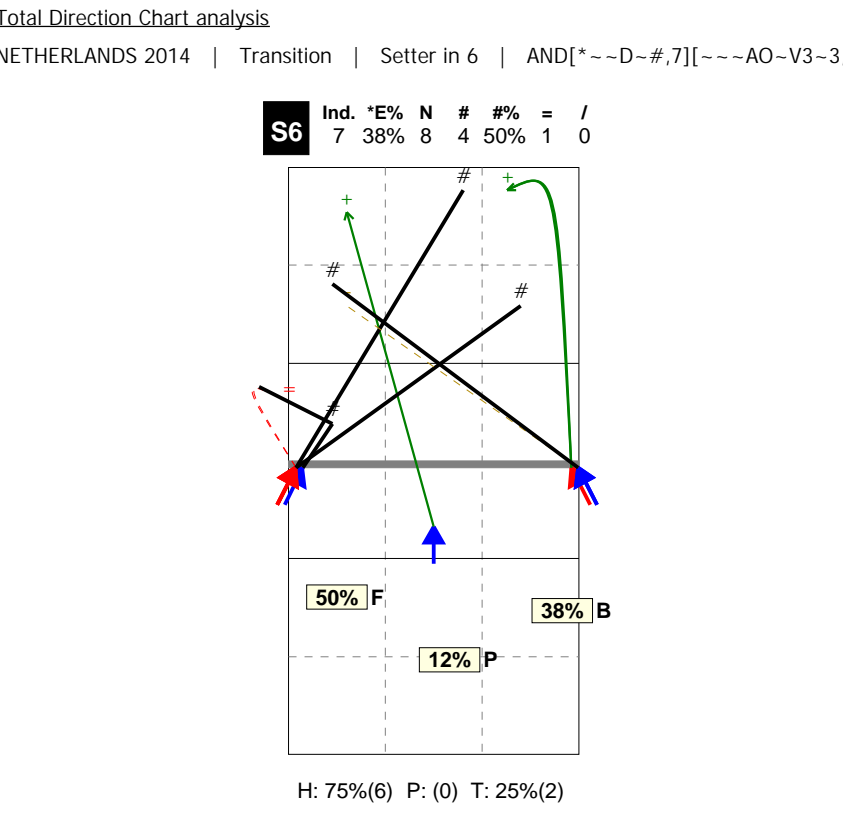 Total Direction Chart analysis
NETHERLANDS 2014 | Transition | Setter in 6 | AND[*~~D~#,7][~~~AO~V3~3,
S6
Ind. *E% N # #% = /
7 38% 8 4 50% 1 0
#
+
+
#
#
=
#
50% F
38% B
12% P
H: 75%(6) P: (0) T: 25%(2)